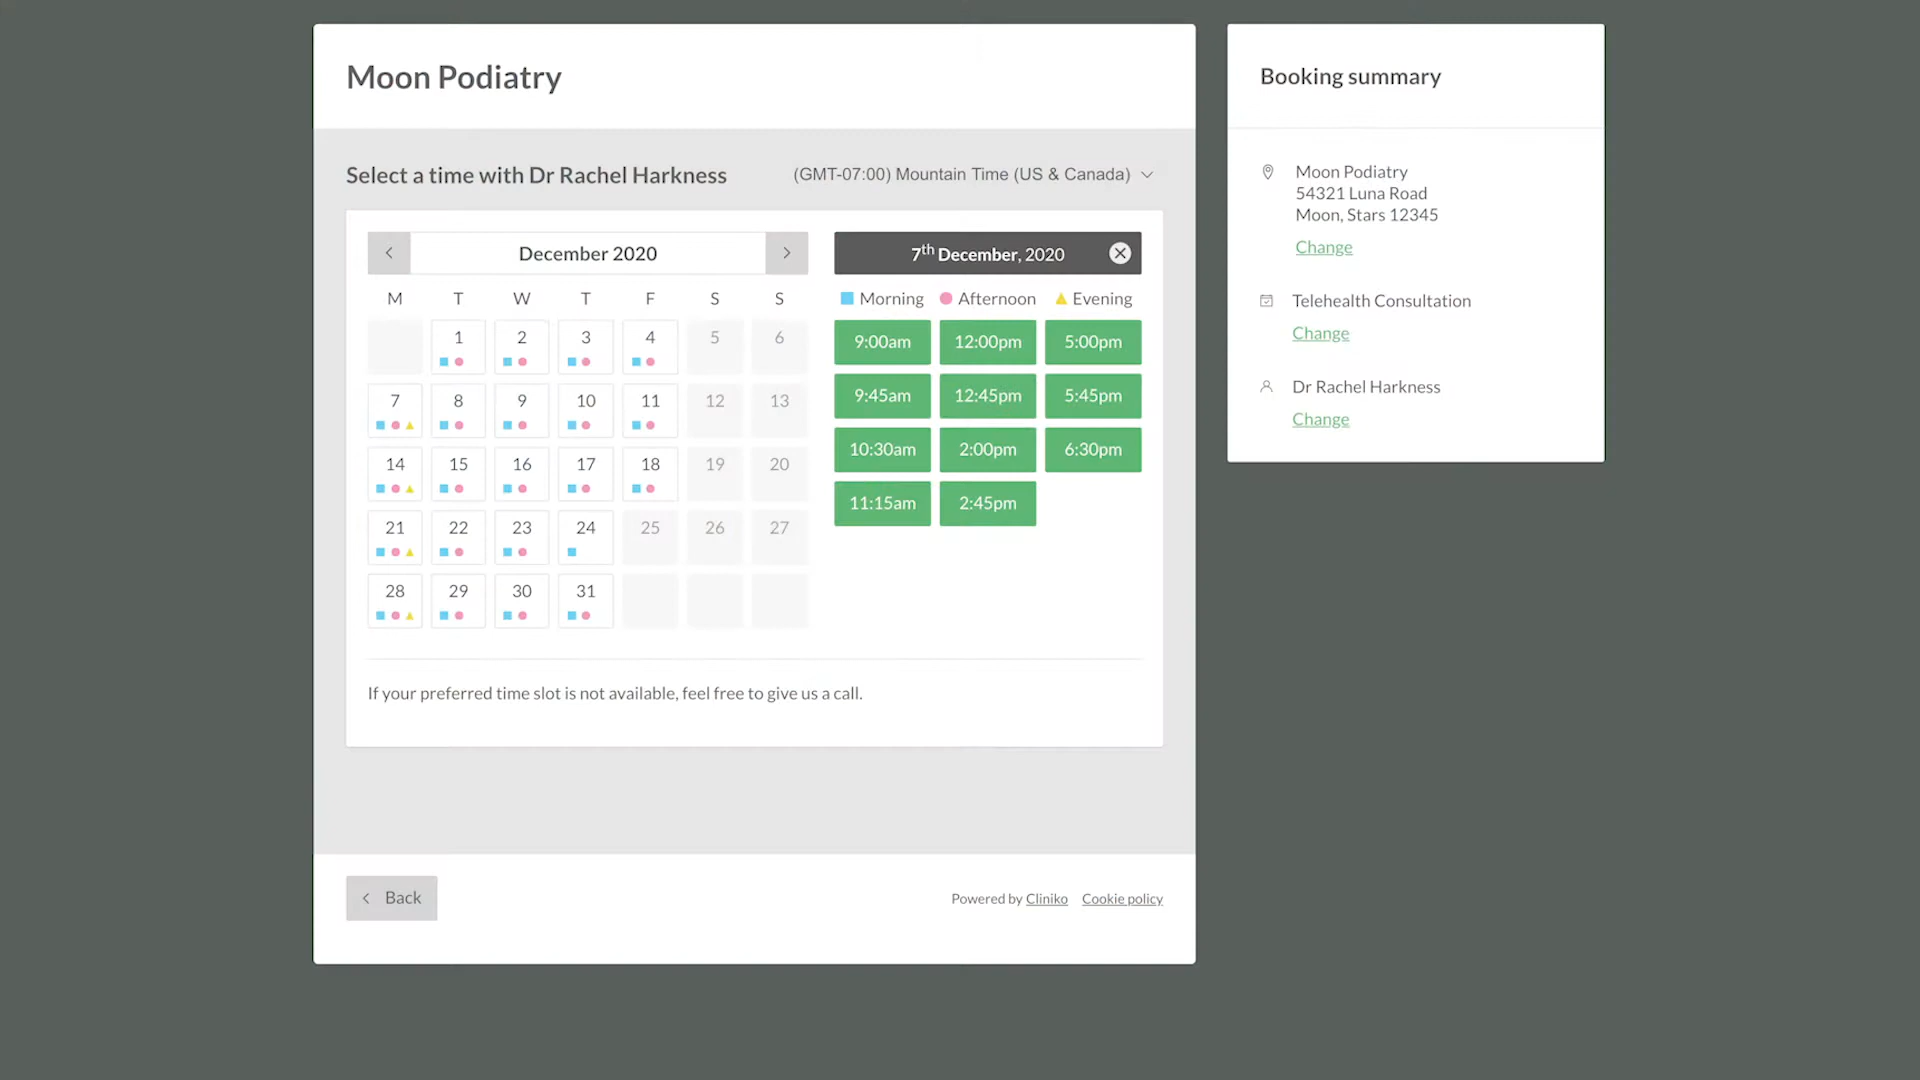 Moon Podiatry
Select a time with Dr Rachel Harkness
(GMT-07:00) Mountain Time (US & Canada)
December 2020
M T W T F S S
1 2 3 4 5 6
7 8 9 10 11 12 13
14 15 16 17 18 19 20
21 22 23 24 25 26 27
28 29 30 31
7th December, 2020
Morning Afternoon Evening
9:00am 12:00pm 5:00pm
9:45am 12:45pm 5:45pm
10:30am 2:00pm 6:30pm
11:15am 2:45pm
If your preferred time slot is not available, feel free to give us a call.
Back
Powered by Cliniko Cookie policy
Booking summary
Moon Podiatry
54321 Luna Road
Moon, Stars 12345
Change
Telehealth Consultation
Change
Dr Rachel Harkness
Change